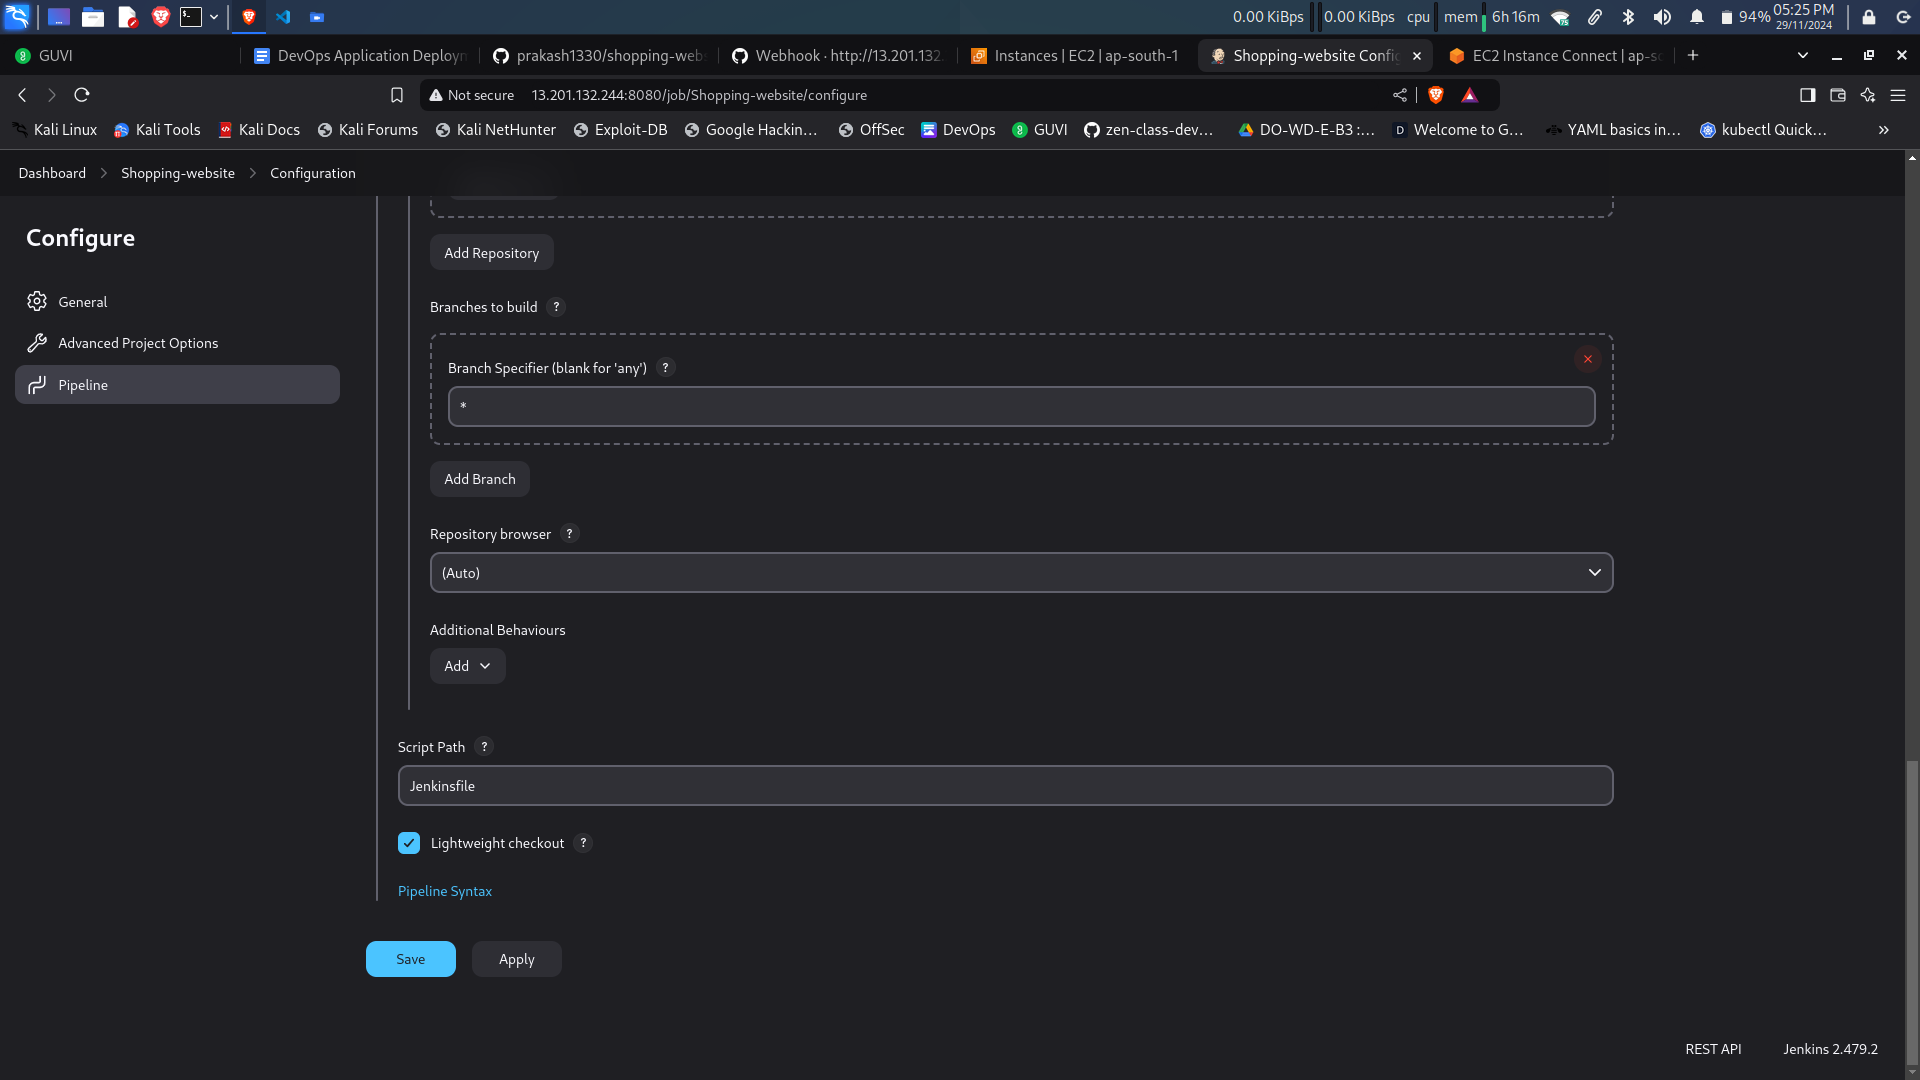 0.00 KiBps 0.00 KiBps cpu mem 6h 16m 94% 05:25 PM
29/11/2024
GUVI DevOps Application Deploym prakash1330/shopping-web Webhook · http://13.201.132. Instances | EC2 | ap-south-1 Shopping-website Config EC2 Instance Connect | ap-so
Not secure 13.201.132.244:8080/job/Shopping-website/configure
Kali Linux Kali Tools Kali Docs Kali Forums Kali NetHunter Exploit-DB Google Hackin... OffSec DevOps GUVI zen-class-dev... DO-WD-E-B3 :... Welcome to G... YAML basics in... kubectl Quick...
Dashboard Shopping-website Configuration
Configure
General
Advanced Project Options
Pipeline
Add Repository
Branches to build ?
Branch Specifier (blank for 'any') ?
*
Add Branch
Repository browser ?
(Auto)
Additional Behaviours
Add
Script Path ?
Jenkinsfile
Lightweight checkout ?
Pipeline Syntax
Save Apply
REST API Jenkins 2.479.2